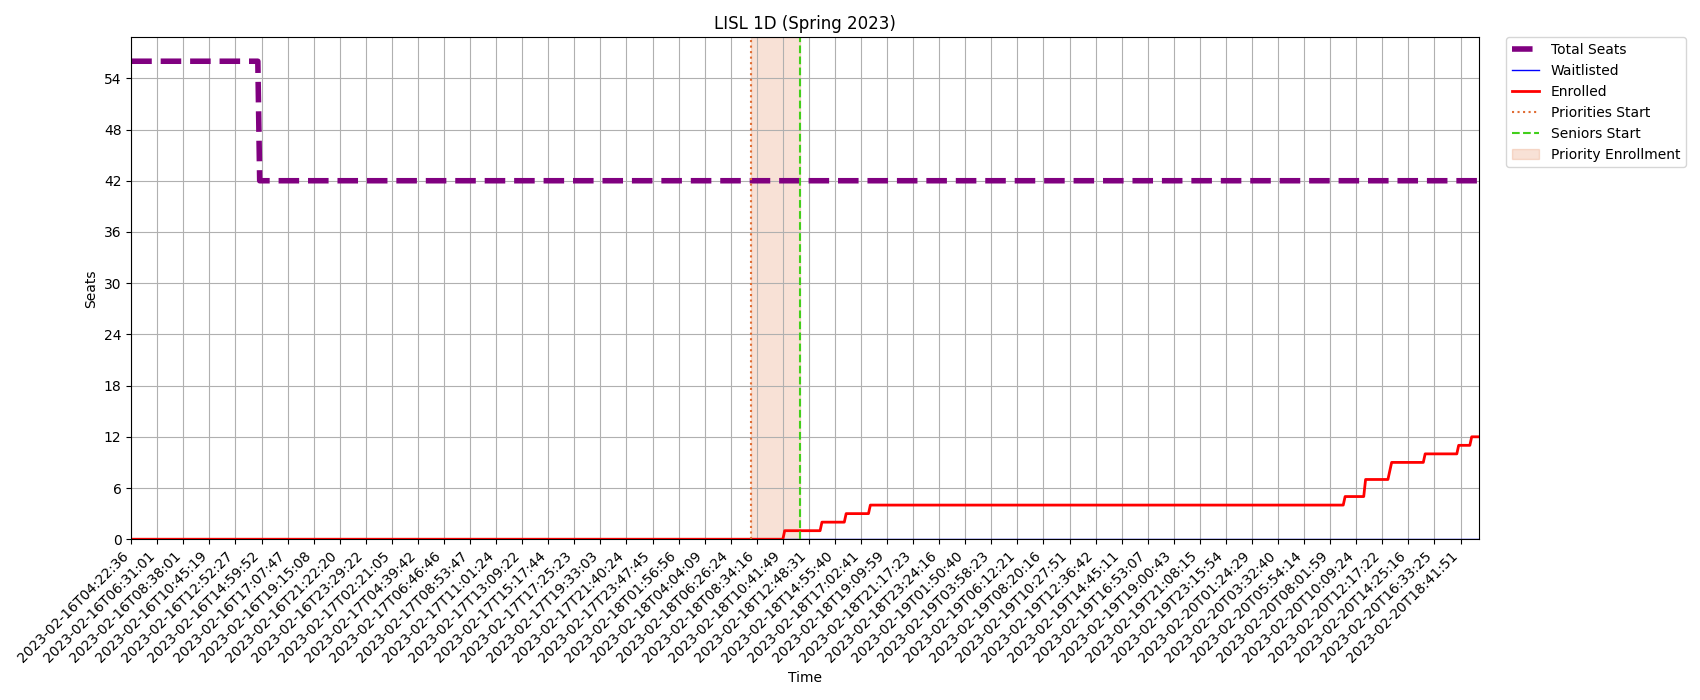 LISL 1D (Spring 2023)
Total Seats
Waitlisted
Enrolled
Priorities Start
Seniors Start
Priority Enrollment
Seats
54
48
42
36
30
24
18
12
6
0
2023-02-16T04:22:36
2023-02-16T06:31:01
2023-02-16T08:38:01
2023-02-16T10:45:19
2023-02-16T12:52:27
2023-02-16T14:59:52
2023-02-16T17:07:47
2023-02-16T19:15:08
2023-02-16T21:22:20
2023-02-16T23:29:22
2023-02-17T02:21:05
2023-02-17T04:39:42
2023-02-17T06:46:46
2023-02-17T08:53:47
2023-02-17T11:01:24
2023-02-17T13:09:22
2023-02-17T15:17:44
2023-02-17T17:25:23
2023-02-17T19:33:03
2023-02-17T21:40:24
2023-02-17T23:47:45
2023-02-18T01:56:56
2023-02-18T04:04:09
2023-02-18T06:26:24
2023-02-18T08:34:16
2023-02-18T10:41:49
2023-02-18T12:48:31
2023-02-18T14:55:40
2023-02-18T17:02:41
2023-02-18T19:09:59
2023-02-18T21:17:23
2023-02-18T23:24:16
2023-02-19T01:50:40
2023-02-19T03:58:23
2023-02-19T06:12:21
2023-02-19T08:20:16
2023-02-19T10:27:51
2023-02-19T12:36:42
2023-02-19T14:45:11
2023-02-19T16:53:07
2023-02-19T19:00:43
2023-02-19T21:08:15
2023-02-19T23:15:54
2023-02-20T01:24:29
2023-02-20T03:32:40
2023-02-20T05:54:14
2023-02-20T08:01:59
2023-02-20T10:09:24
2023-02-20T12:17:22
2023-02-20T14:25:16
2023-02-20T16:33:25
2023-02-20T18:41:51
Time